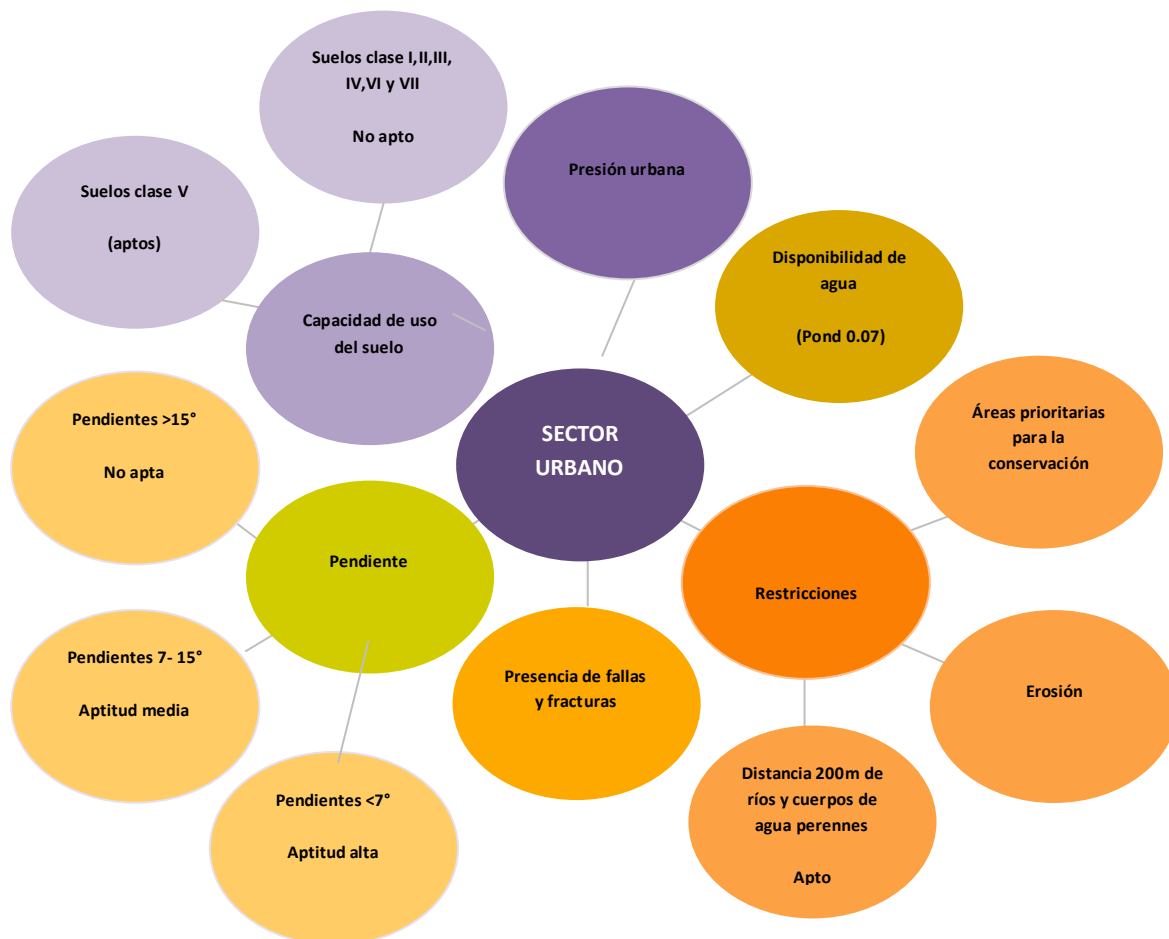 Suelos clase I,II,III,
IV,VI y VII
No apto
Presión urbana
Suelos clase V
(aptos)
Disponibilidad de
agua
(Pond 0.07)
Capacidad de uso
del suelo
Áreas prioritarias
para la
conservación
Pendientes >15°
No apta
SECTOR
URBANO
Pendiente
Restricciones
Pendientes 7- 15°
Aptitud media
Presencia de fallas
y fracturas
Erosión
Pendientes <7°
Aptitud alta
Distancia 200m de
ríos y cuerpos de
agua perennes
Apto